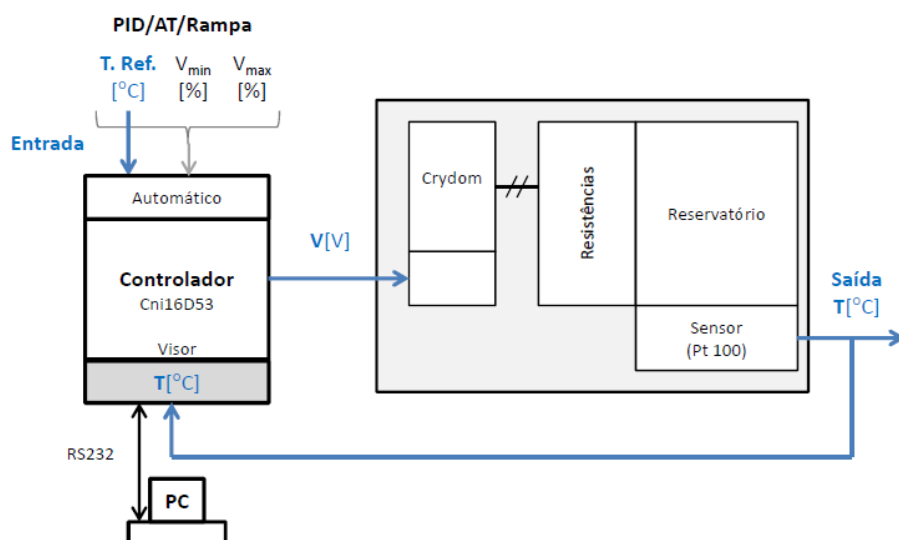 PID/AT/Rampa
T. Ref. Vmin Vmax
[°C] [%] [%]
Entrada
Automático
Controlador
Cni16D53
Visor
T[°C]
RS232
PC
V[V]
Crydom
Resistências
Reservatório
Sensor
(Pt 100)
Saída
T[°C]